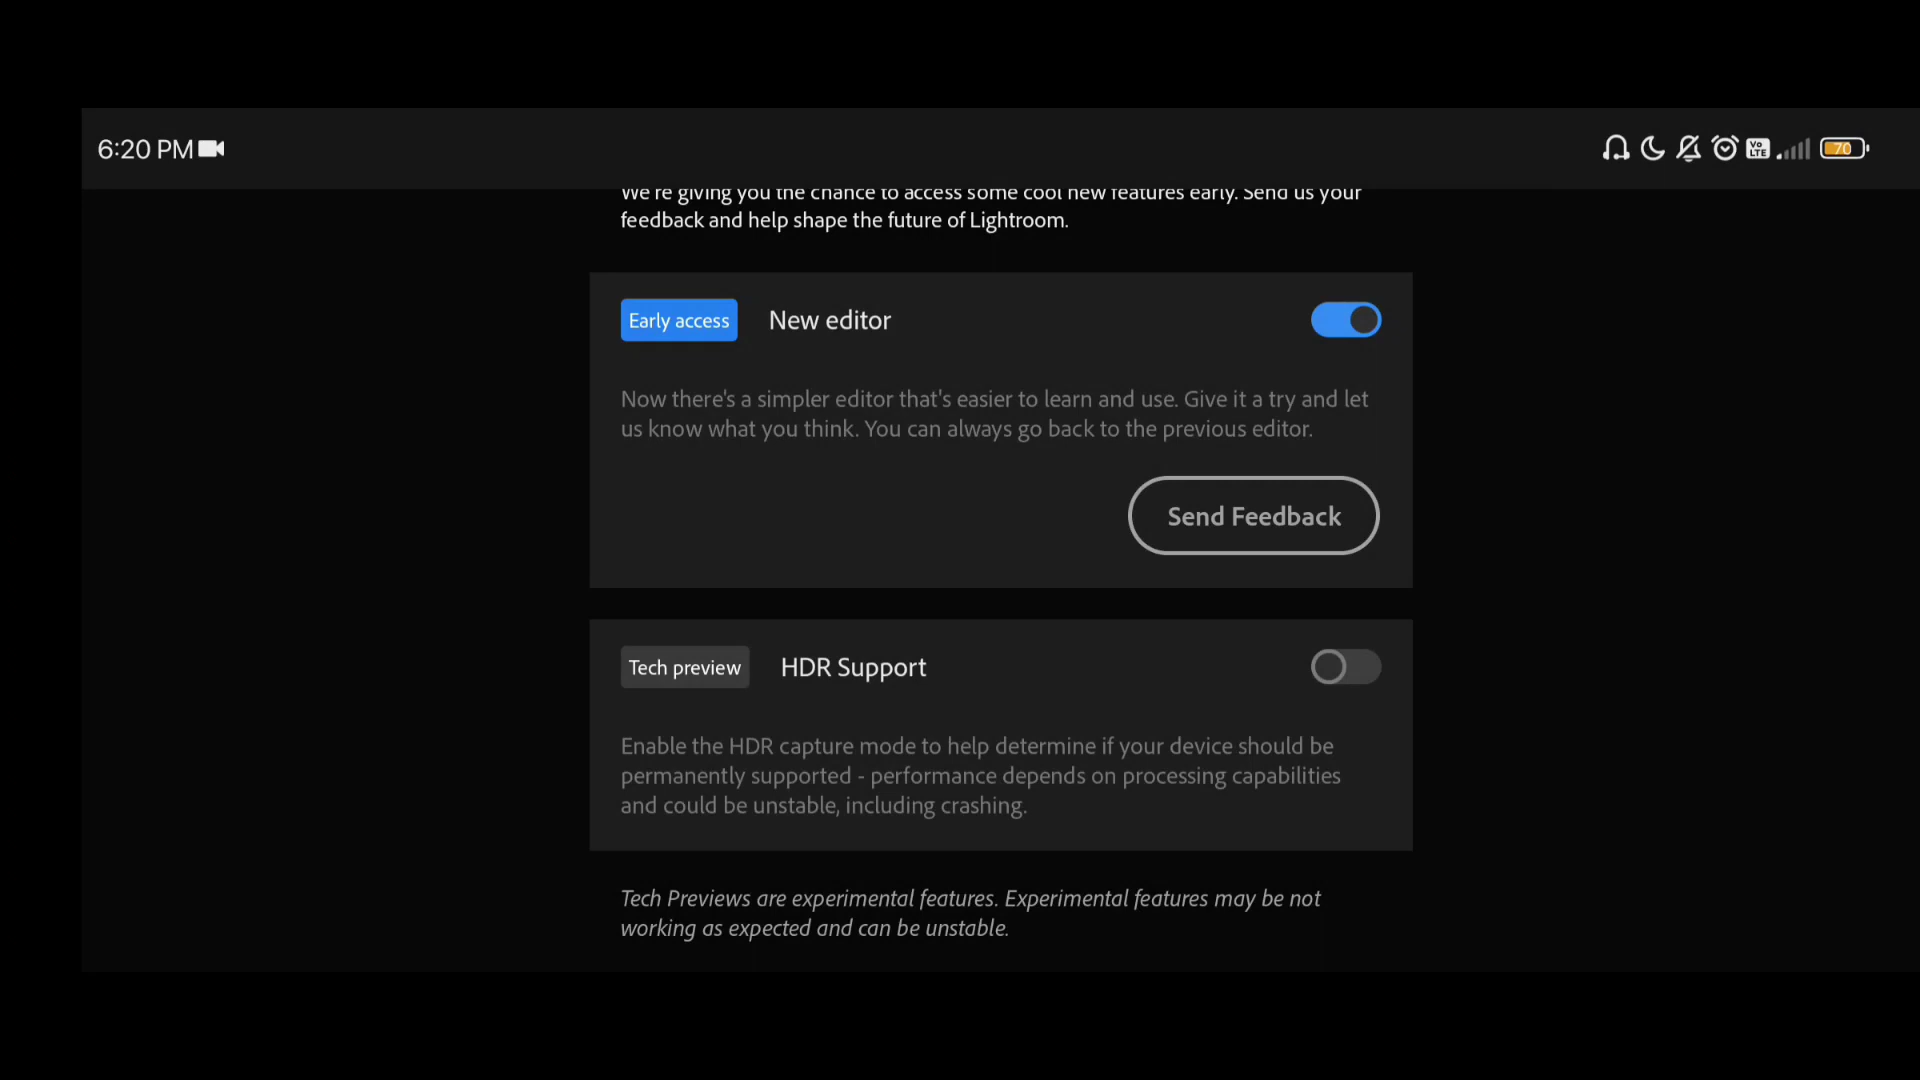 6:20 PM
Vo LTE
70
We're giving you the chance to access some cool new features early. Send us your
feedback and help shape the future of Lightroom.
Early access
New editor
Now there's a simpler editor that's easier to learn and use. Give it a try and let
us know what you think. You can always go back to the previous editor.
Send Feedback
Tech preview
HDR Support
Enable the HDR capture mode to help determine if your device should be
permanently supported - performance depends on processing capabilities
and could be unstable, including crashing.
Tech Previews are experimental features. Experimental features may be not
working as expected and can be unstable.